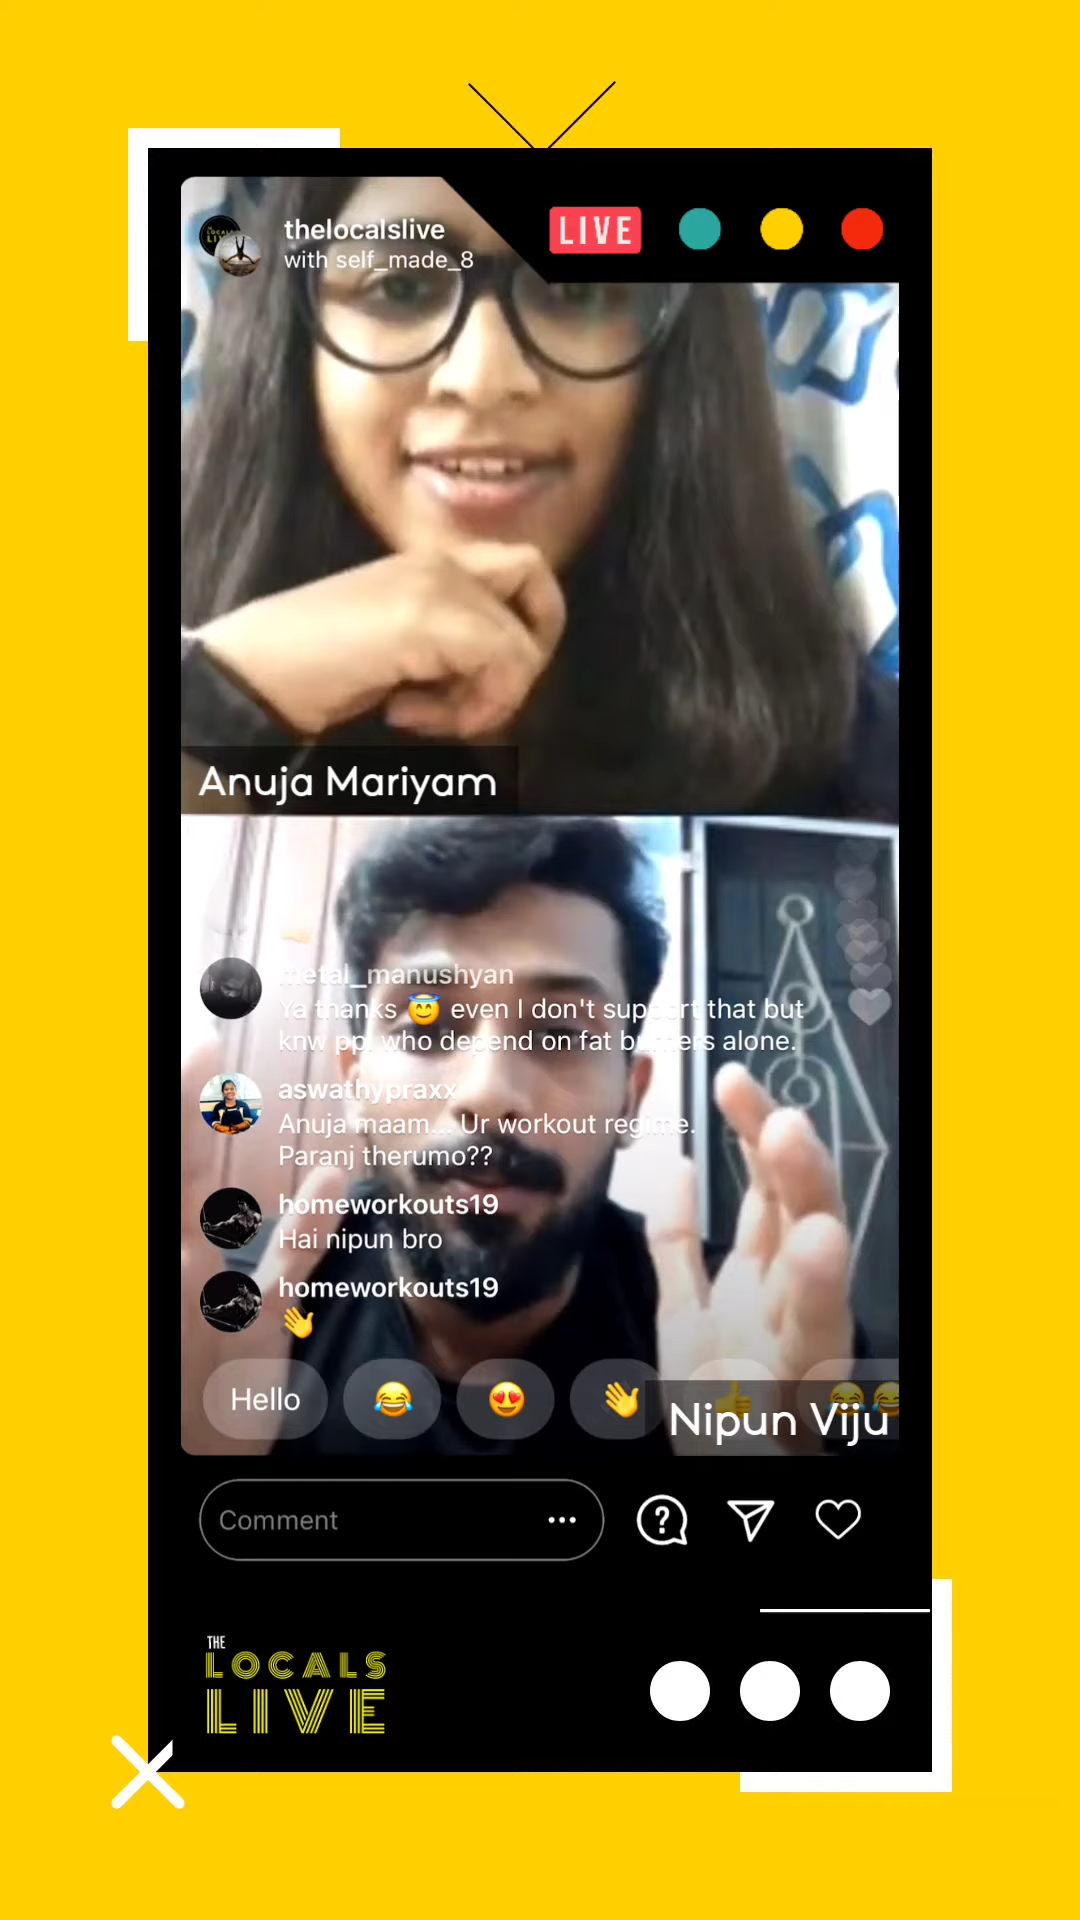 LIVE
thelocalslive
with self_made_8
Anuja Mariyam
metal_manushyan
Ya thanks 😇 even I don't support that but
knw ppl who depend on fat burners alone.
aswathypraxx
Anuja maam... Ur workout regime.
Paranj therumo??
homeworkouts19
Hai nipun bro
homeworkouts19
👋
Hello 😂 😍 👋 👍 😂😂
Nipun Viju
Comment
THE
LOCALS
LIVE